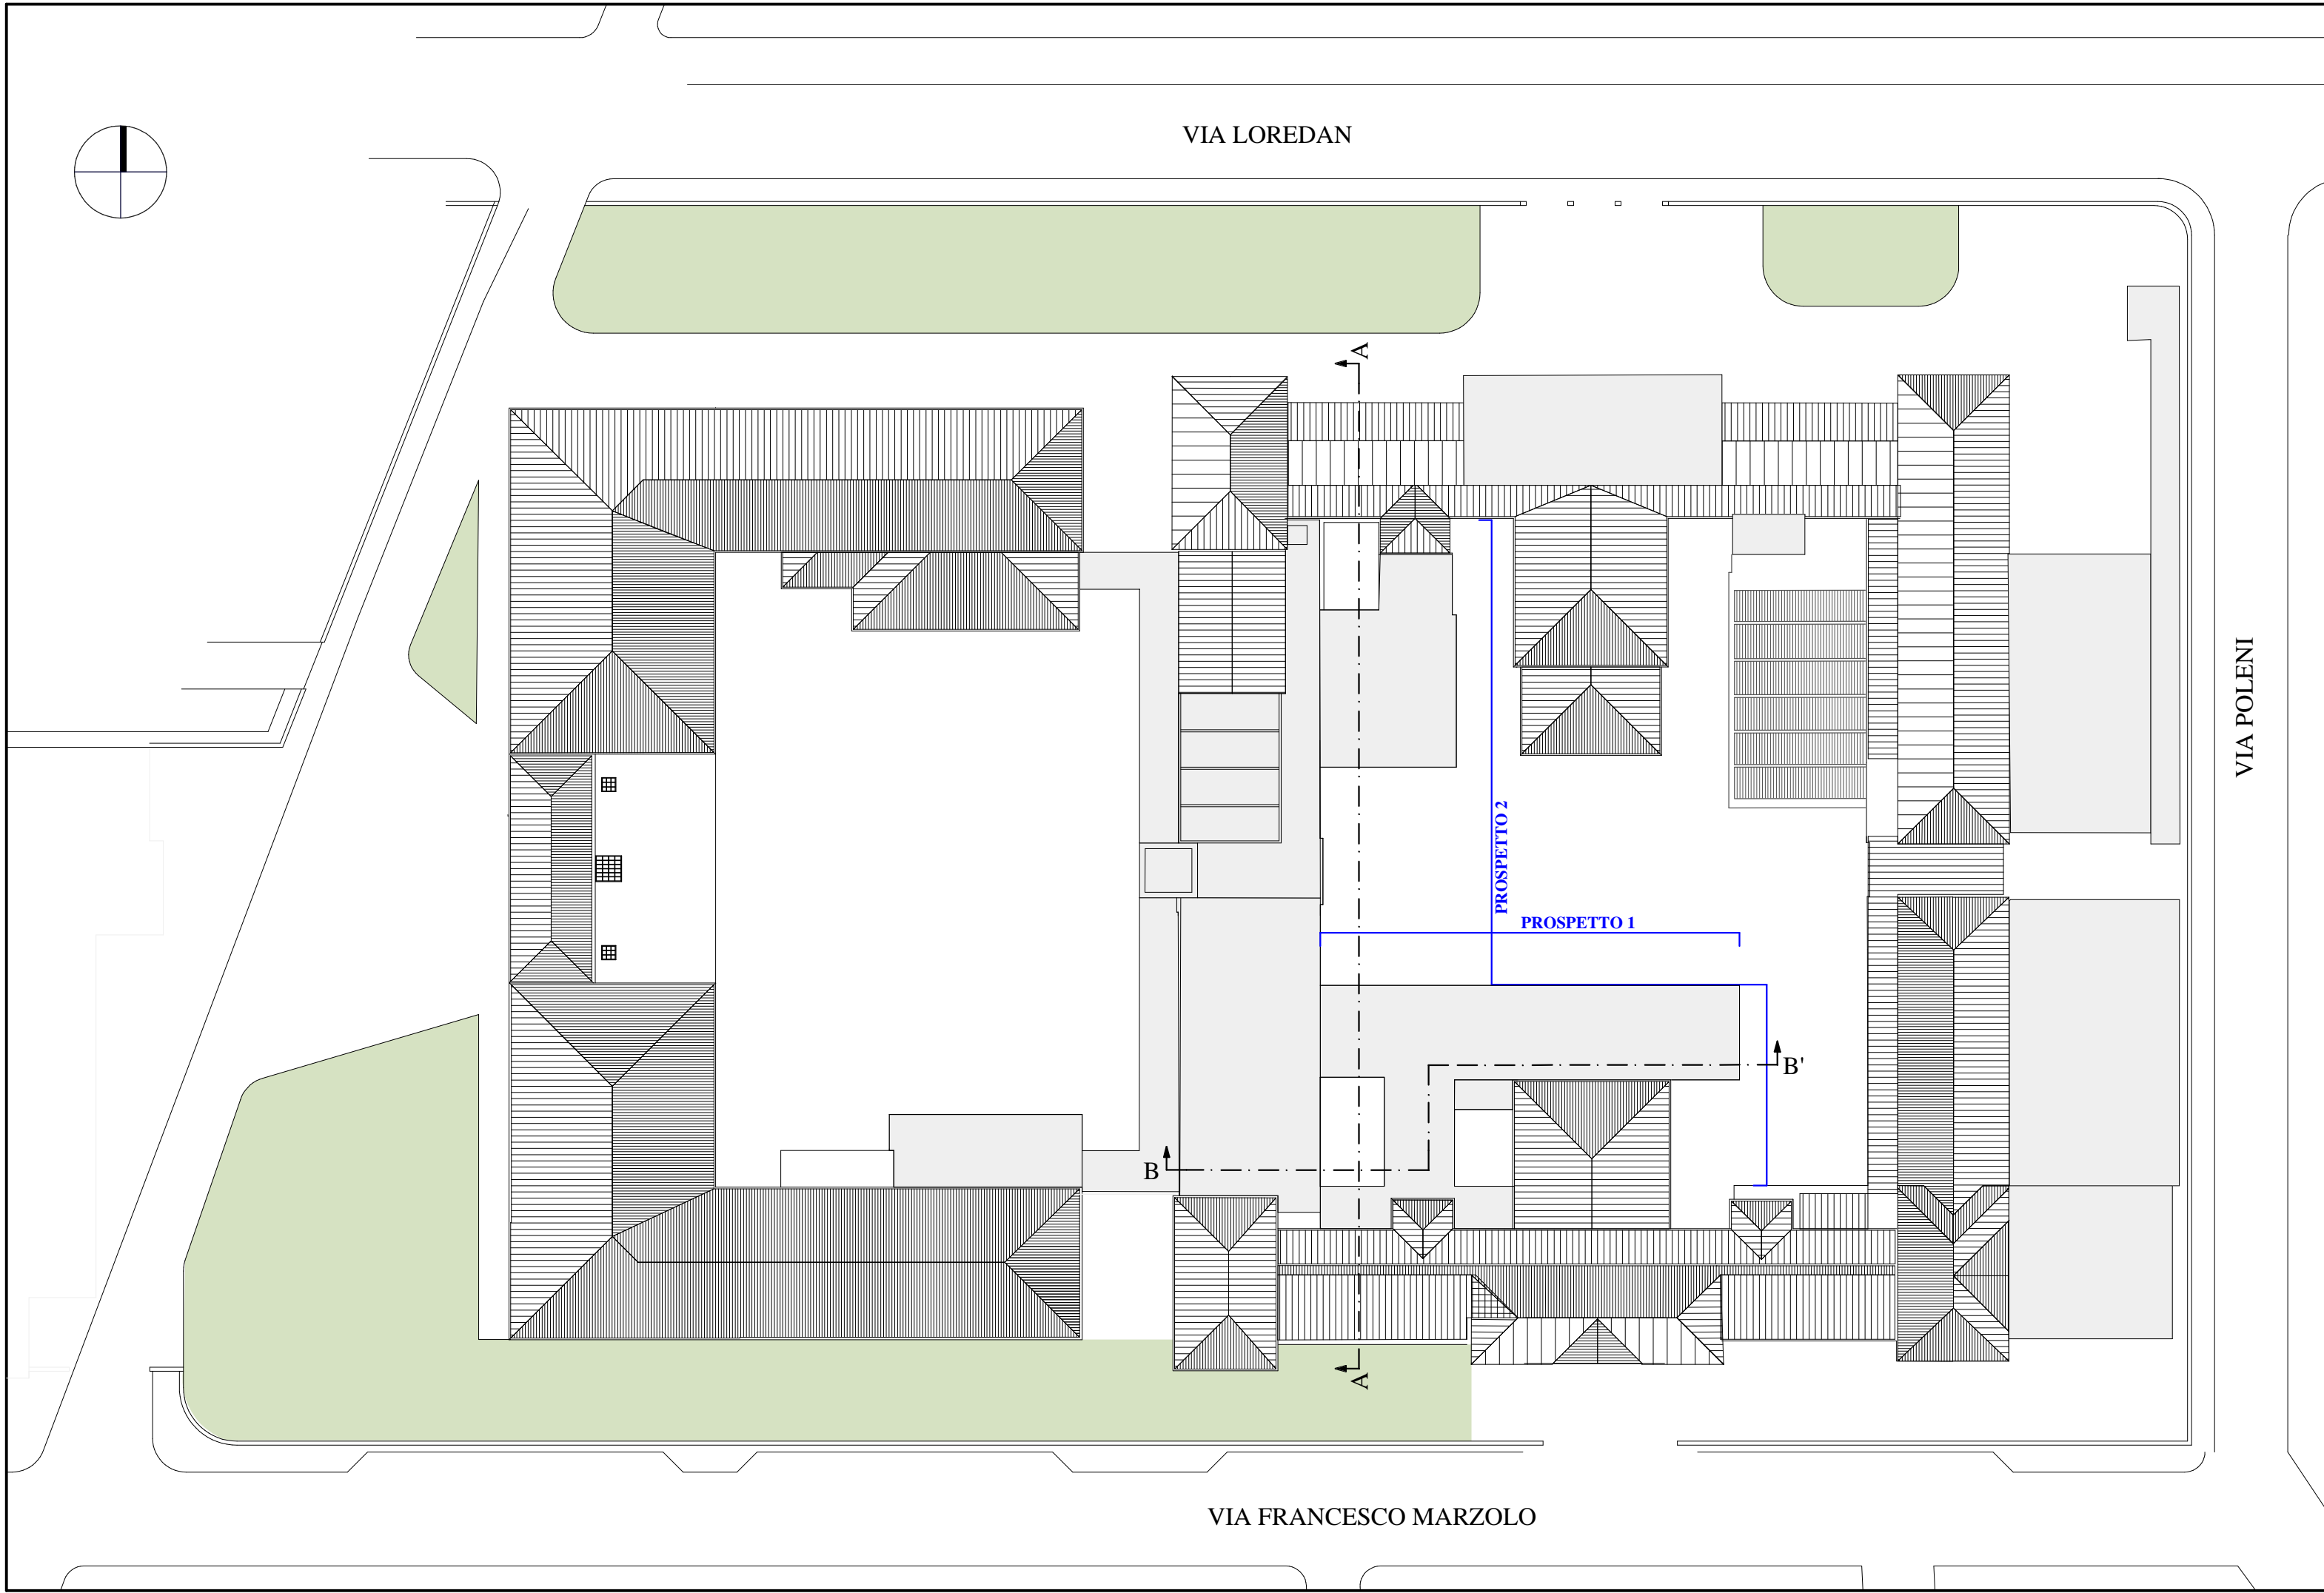 VIA LOREDAN
A
VIA POLENI
PROSPETTO 2
PROSPETTO 1
B'
B
A
VIA FRANCESCO MARZOLO